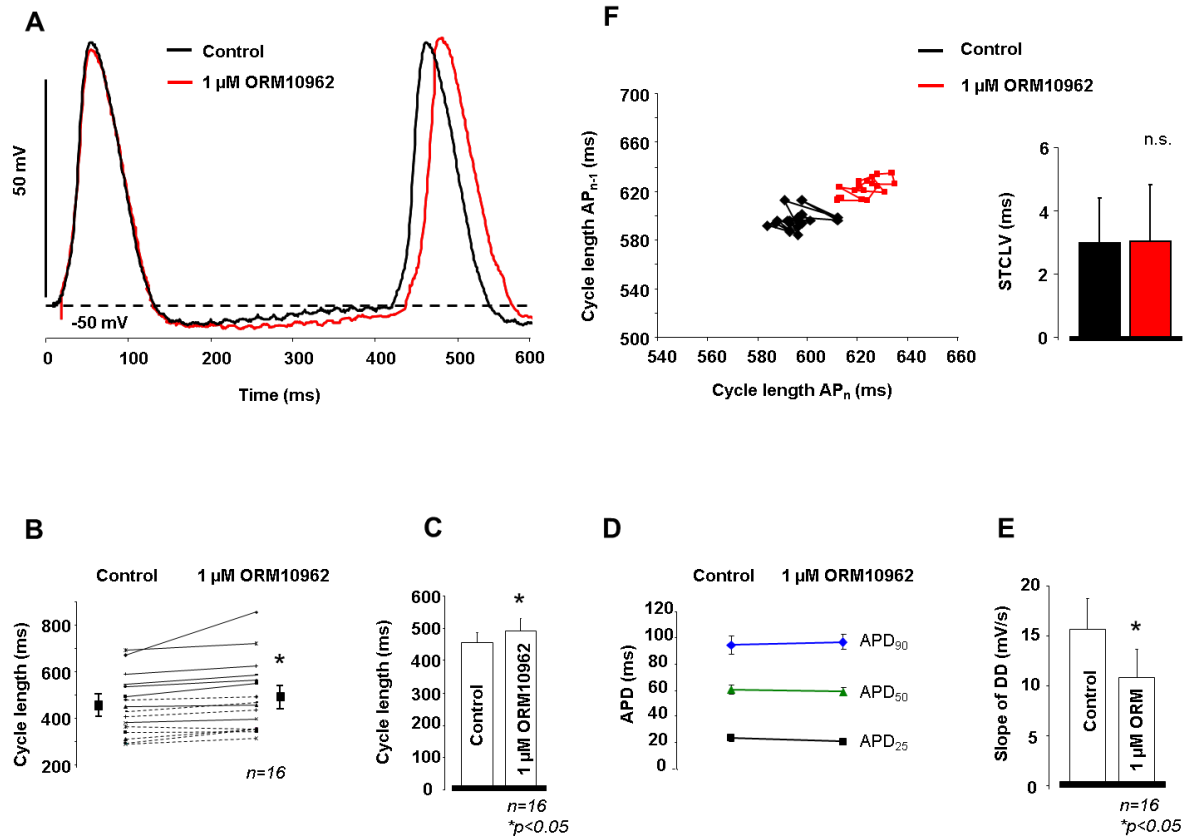 A
Control
1 µM ORM10962
50 mV
-50 mV
0 100 200 300 400 500 600
Time (ms)
F
Control
1 µM ORM10962
700
660
620
580
540
500
Cycle length APn-1 (ms)
540 560 580 600 620 640 660
Cycle length APn (ms)
n.s.
6
4
2
0
STCLV (ms)
B
Control 1 µM ORM10962
800
600
400
200
Cycle length (ms)
*
n=16
C
600
500
400
300
200
100
0
Cycle length (ms)
*
Control
1 µM ORM10962
n=16
*p<0.05
D
Control 1 µM ORM10962
120
100
80
60
40
20
0
APD (ms)
APD90
APD50
APD25
E
20
15
10
5
0
Slope of DD (mV/s)
*
Control
1 µM ORM
n=16
*p<0.05